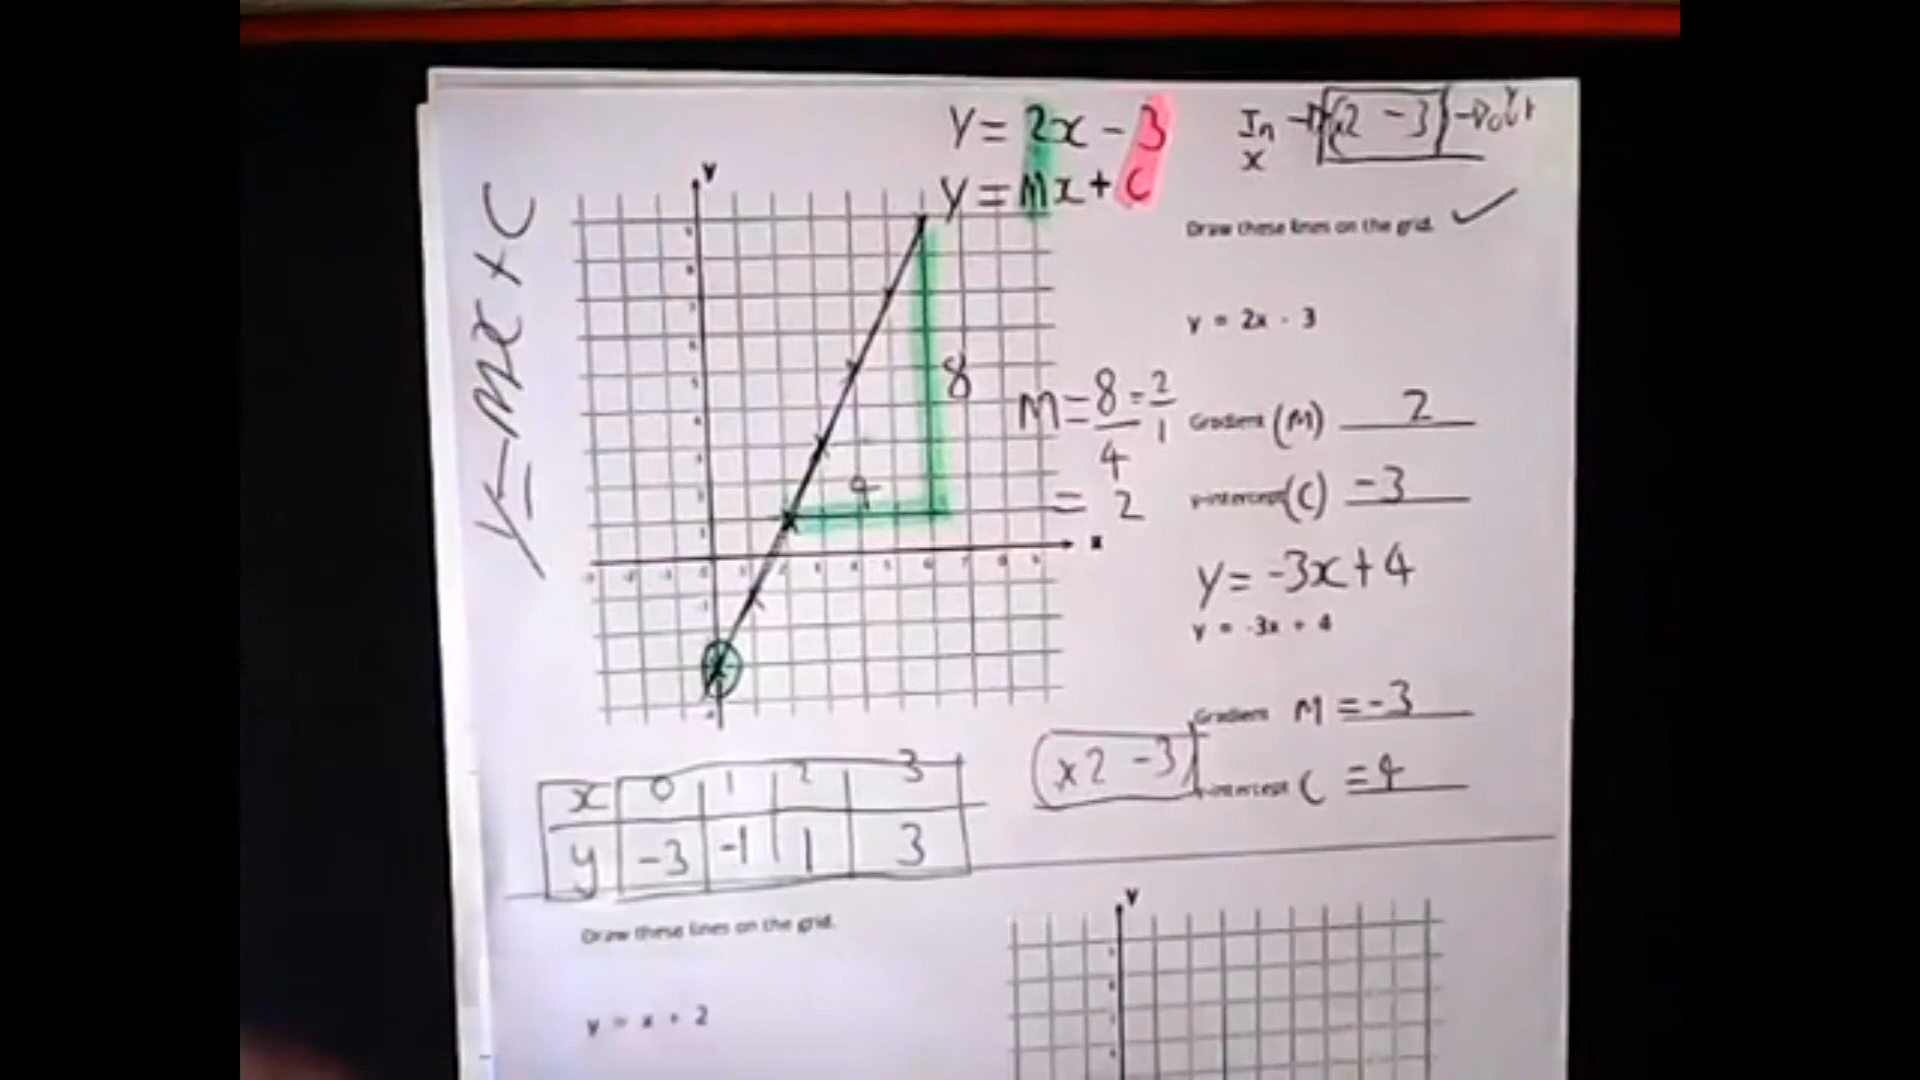 y = 2x - 3
y = mx + c
In → x2 - 3 → out
x
y = mx + c
y
Draw these lines on the grid. ✓
y = 2x - 3
8
4
M = 8/4 = 2/1
= 2
Gradient (M) 2
y-intercept (C) -3
x
y = -3x + 4
y = -3x + 4
Gradient M = -3
x2 - 3
y-intercept C = 4
x 0 1 2 3
y -3 -1 1 3
Draw these lines on the grid.
y = x + 2
y